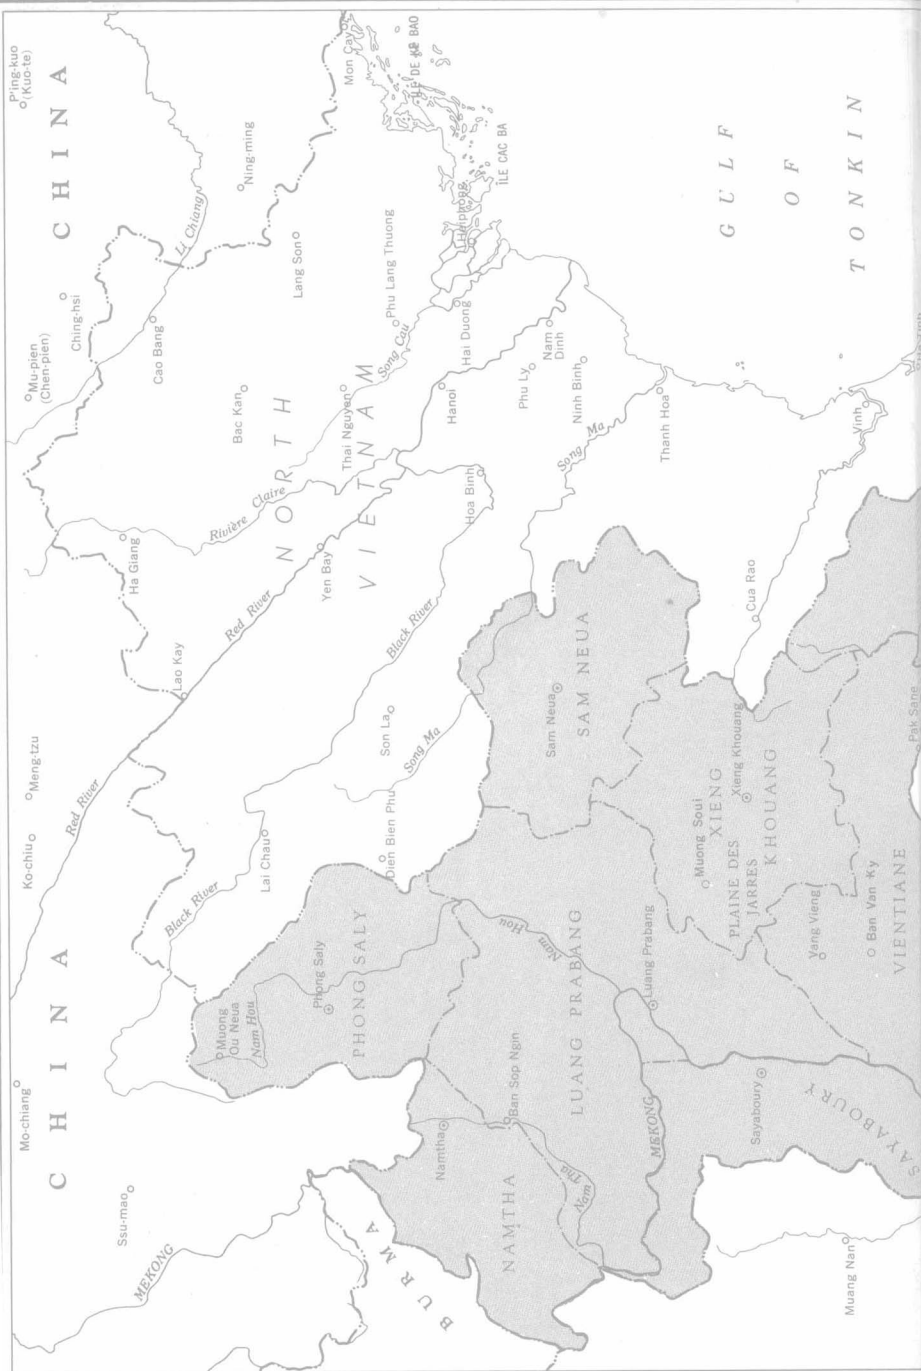 CHINA
CHINA
BURMA
NORTH
VIETNAM
GULF
OF
TONKIN
P'ing-kuo
(Kuo-te)
Mu-pien
(Chen-pien)
Ching-hsi
Ning-ming
Li Chiang
Mon Cay
ÎLE DE KE BAO
ÎLE CAC BA
Haiphong
Lang Son
Cao Bang
Bac Kan
Phu Lang Thuong
Song Cau
Thai Nguyen
Hai Duong
Hanoi
Nam
Dinh
Phu Ly
Ninh Binh
Thanh Hoa
Vinh
Song Ma
Hoa Binh
Rivière Claire
Ha Giang
Yen Bay
Red River
Lao Kay
Black River
Son La
Song Ma
Cua Rao
Meng-tzu
Ko-chiu
Red River
Lai Chau
Black River
Dien Bien Phu
Mo-chiang
Ssu-mao
MEKONG
Muong
Ou Neua
Nam Hou
Phong Saly
PHONG SALY
Sam Neua
SAM NEUA
Nam Hou
LUANG PRABANG
Luang Prabang
Muong Soui
XIENG
KHOUANG
Xieng Khouang
PLAINE DES
JARRES
Vang Vieng
Ban Van Ky
VIENTIANE
Pak Sane
Namtha
Ban Sop Ngin
NAMTHA
Nam Tha
MEKONG
Sayaboury
SAYABOURY
Muang Nan